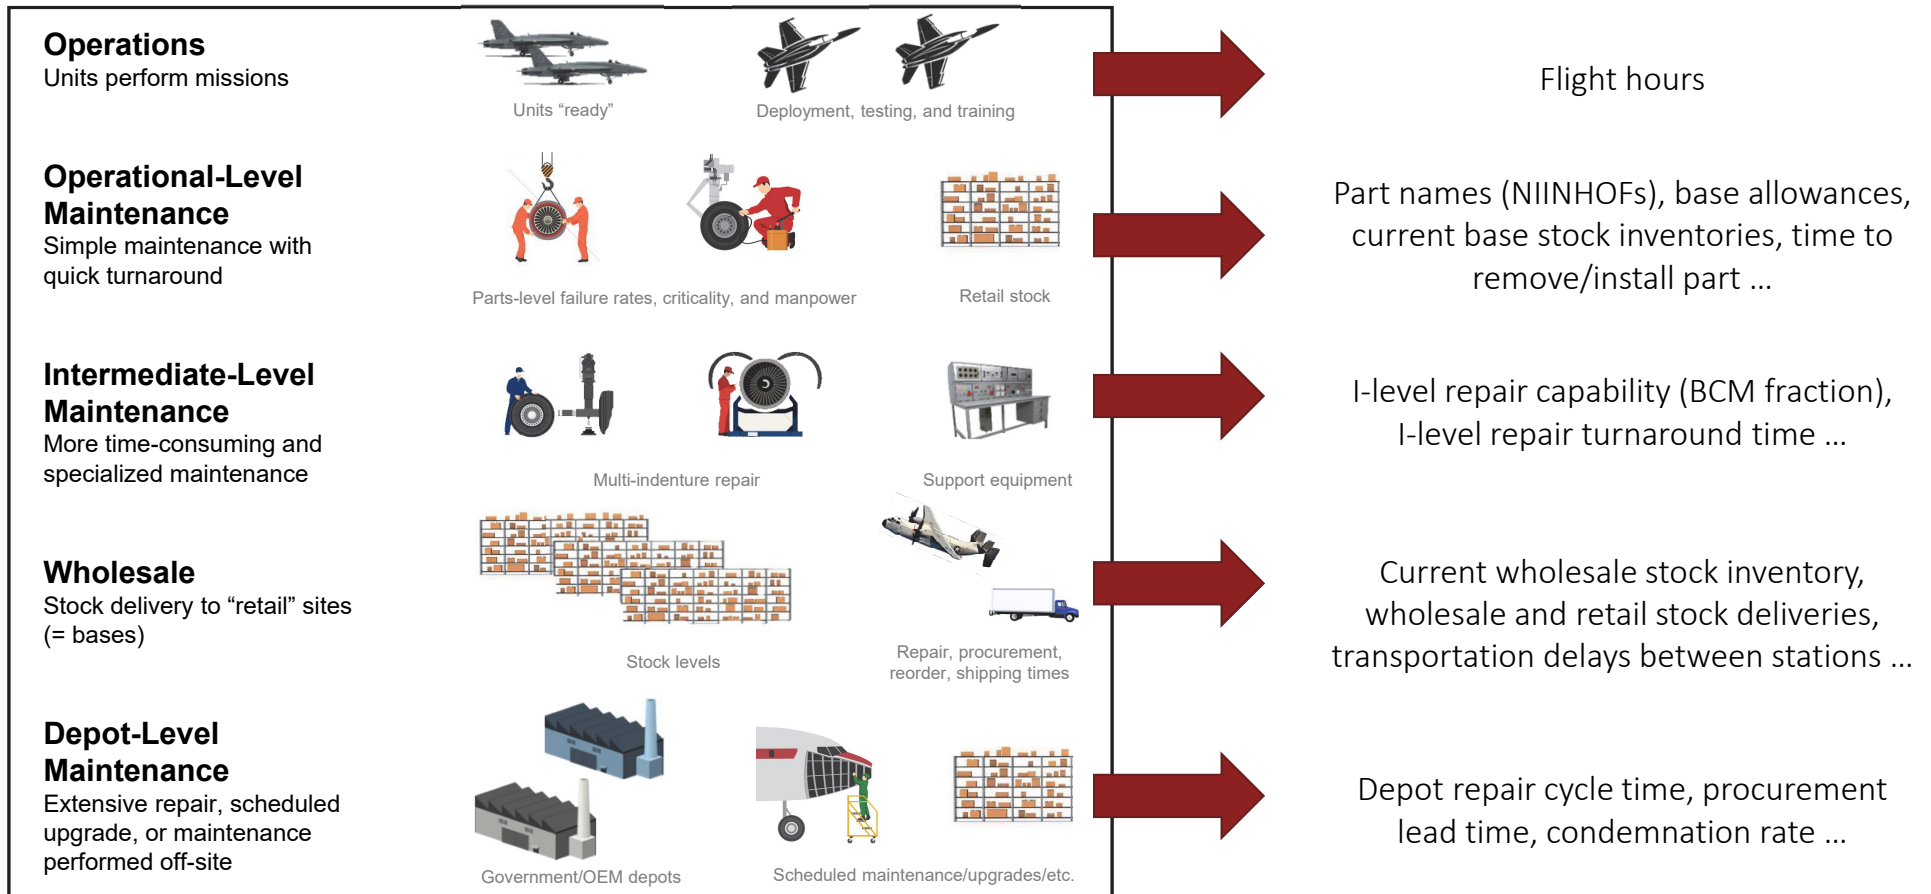 Operations
Units perform missions
Units “ready”
Deployment, testing, and training
Flight hours
Operational-Level
Maintenance
Simple maintenance with
quick turnaround
Parts-level failure rates, criticality, and manpower
Retail stock
Part names (NIINHOFs), base allowances,
current base stock inventories, time to
remove/install part ...
Intermediate-Level
Maintenance
More time-consuming and
specialized maintenance
Multi-indenture repair
Support equipment
I-level repair capability (BCM fraction),
I-level repair turnaround time ...
Wholesale
Stock delivery to “retail” sites
(= bases)
Stock levels
Repair, procurement,
reorder, shipping times
Current wholesale stock inventory,
wholesale and retail stock deliveries,
transportation delays between stations ...
Depot-Level
Maintenance
Extensive repair, scheduled
upgrade, or maintenance
performed off-site
Government/OEM depots
Scheduled maintenance/upgrades/etc.
Depot repair cycle time, procurement
lead time, condemnation rate ...